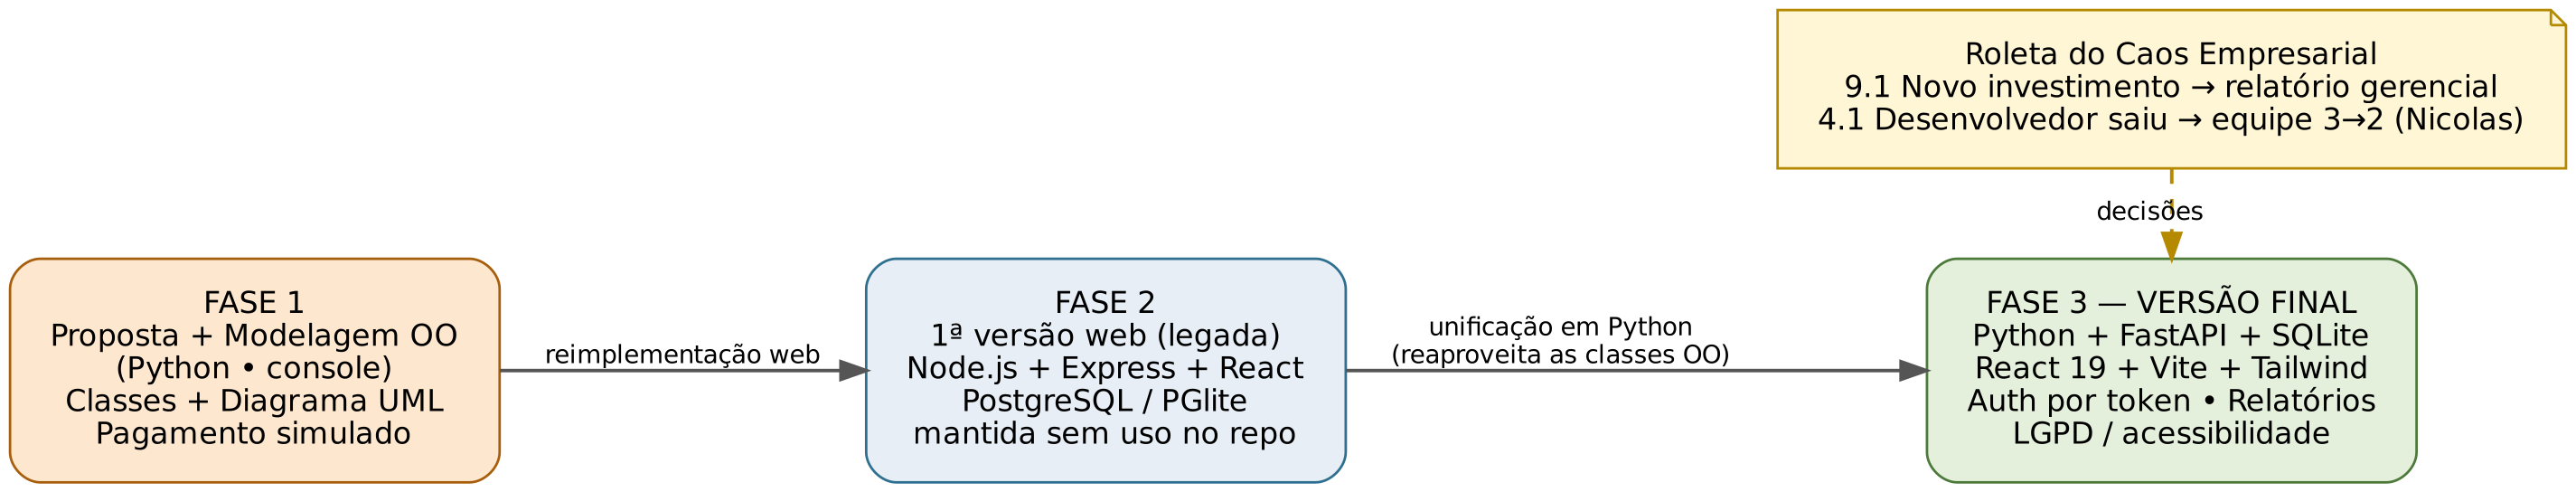 Roleta do Caos Empresarial
9.1 Novo investimento → relatório gerencial
4.1 Desenvolvedor saiu → equipe 3→2 (Nicolas)
decisões
FASE 1
Proposta + Modelagem OO
(Python • console)
Classes + Diagrama UML
Pagamento simulado
reimplementação web
FASE 2
1ª versão web (legada)
Node.js + Express + React
PostgreSQL / PGlite
mantida sem uso no repo
unificação em Python
(reaproveita as classes OO)
FASE 3 — VERSÃO FINAL
Python + FastAPI + SQLite
React 19 + Vite + Tailwind
Auth por token • Relatórios
LGPD / acessibilidade